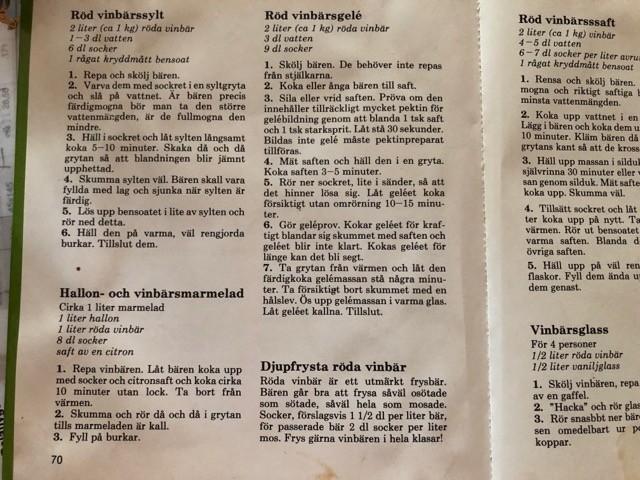 Röd vinbärssylt
2 liter (ca 1 kg) röda vinbär
1—3 dl vatten
6 dl socker
1 rågat kryddmått bensoat
1. Repa och skölj bären.
2. Varva dem med sockret i en syltgryta
och slå på vattnet. Är bären precis
färdigmogna bör man ta den större
vattenmängden, är de fullmogna den
mindre.
3. Häll i sockret och låt sylten långsamt
koka 5–10 minuter. Skaka då och då
grytan så att blandningen blir jämnt
upphettad.
4. Skumma sylten väl. Bären skall vara
fyllda med lag och sjunka när sylten är
färdig.
5. Lös upp bensoatet i lite av sylten och
rör ned detta.
6. Häll den på varma, väl rengjorda
burkar. Tillslut dem.
Hallon- och vinbärsmarmelad
Cirka 1 liter marmelad
1 liter hallon
1 liter röda vinbär
8 dl socker
saft av en citron
1. Repa vinbären. Låt bären koka upp
med socker och citronsaft och koka cirka
10 minuter utan lock. Ta bort från
värmen.
2. Skumma och rör då och då i grytan
tills marmeladen är kall.
3. Fyll på burkar.
70
Röd vinbärsgelé
2 liter (ca 1 kg) röda vinbär
3 dl vatten
9 dl socker
1. Skölj bären. De behöver inte repas
från stjälkarna.
2. Koka eller ånga bären till saft.
3. Sila eller vrid saften. Pröva om den
innehåller tillräckligt mycket pektin för
gelébildning genom att blanda 1 tsk saft
och 1 tsk starksprit. Låt stå 30 sekunder.
Bildas inte gelé måste pektinpreparat
tillföras.
4. Mät saften och häll den i en gryta.
Koka saften 3—5 minuter.
5. Rör ner sockret, lite i sänder, så att
det hinner lösa sig. Låt geléet koka
försiktigt utan omrörning 10—15 minu-
ter.
6. Gör geléprov. Kokar geléet för kraf-
tigt blandar sig skummet med saften och
geléet blir inte klart. Kokas geléet för
länge kan det bli segt.
7. Ta grytan från värmen och låt den
färdigkoka gelémassan stå några minu-
ter. Ta försiktigt bort skummet med en
hålslev. Ös upp gelémassan i varma glas.
Låt geléet kallna. Tillslut.
Djupfrysta röda vinbär
Röda vinbär är ett utmärkt frysbär.
Bären går bra att frysa såväl osötade
som sötade, såväl hela som mosade.
Socker, förslagsvis 1 1/2 dl per liter bär,
för passerade bär 2 dl socker per liter
mos. Frys gärna vinbären i hela klasar!
Röd vinbärssaft
2 liter (ca 1 kg) vinbär
4—5 dl vatten
6—7 dl socker per liter avru
1 rågat kryddmått bensoat
1. Rensa och skölj bären.
mogna och riktigt saftiga b
minsta vattenmängden.
2. Koka upp vattnet i en
Lägg i bären och koka dem u
10 minuter. Kläm bären då
grytans kant så att de kross
3. Häll upp massan i sildu
självrinna 30 minuter eller v
san genom silduk. Mät saften
koka upp. Skumma väl.
4. Tillsätt sockret och låt
ter koka upp på nytt. Ta
värmen. Rör ut bensoatet
varma saften. Blanda d
övriga saften.
5. Häll upp på väl ren
flaskor. Fyll dem ända u
dem genast.
Vinbärsglass
För 4 personer
1/2 liter röda vinbär
1/2 liter vaniljglass
1. Skölj vinbären, repa
av en gaffel.
2. "Hacka" och rör glas
3. Rör snabbt ner bäre
sen omedelbart ur po
koppar.